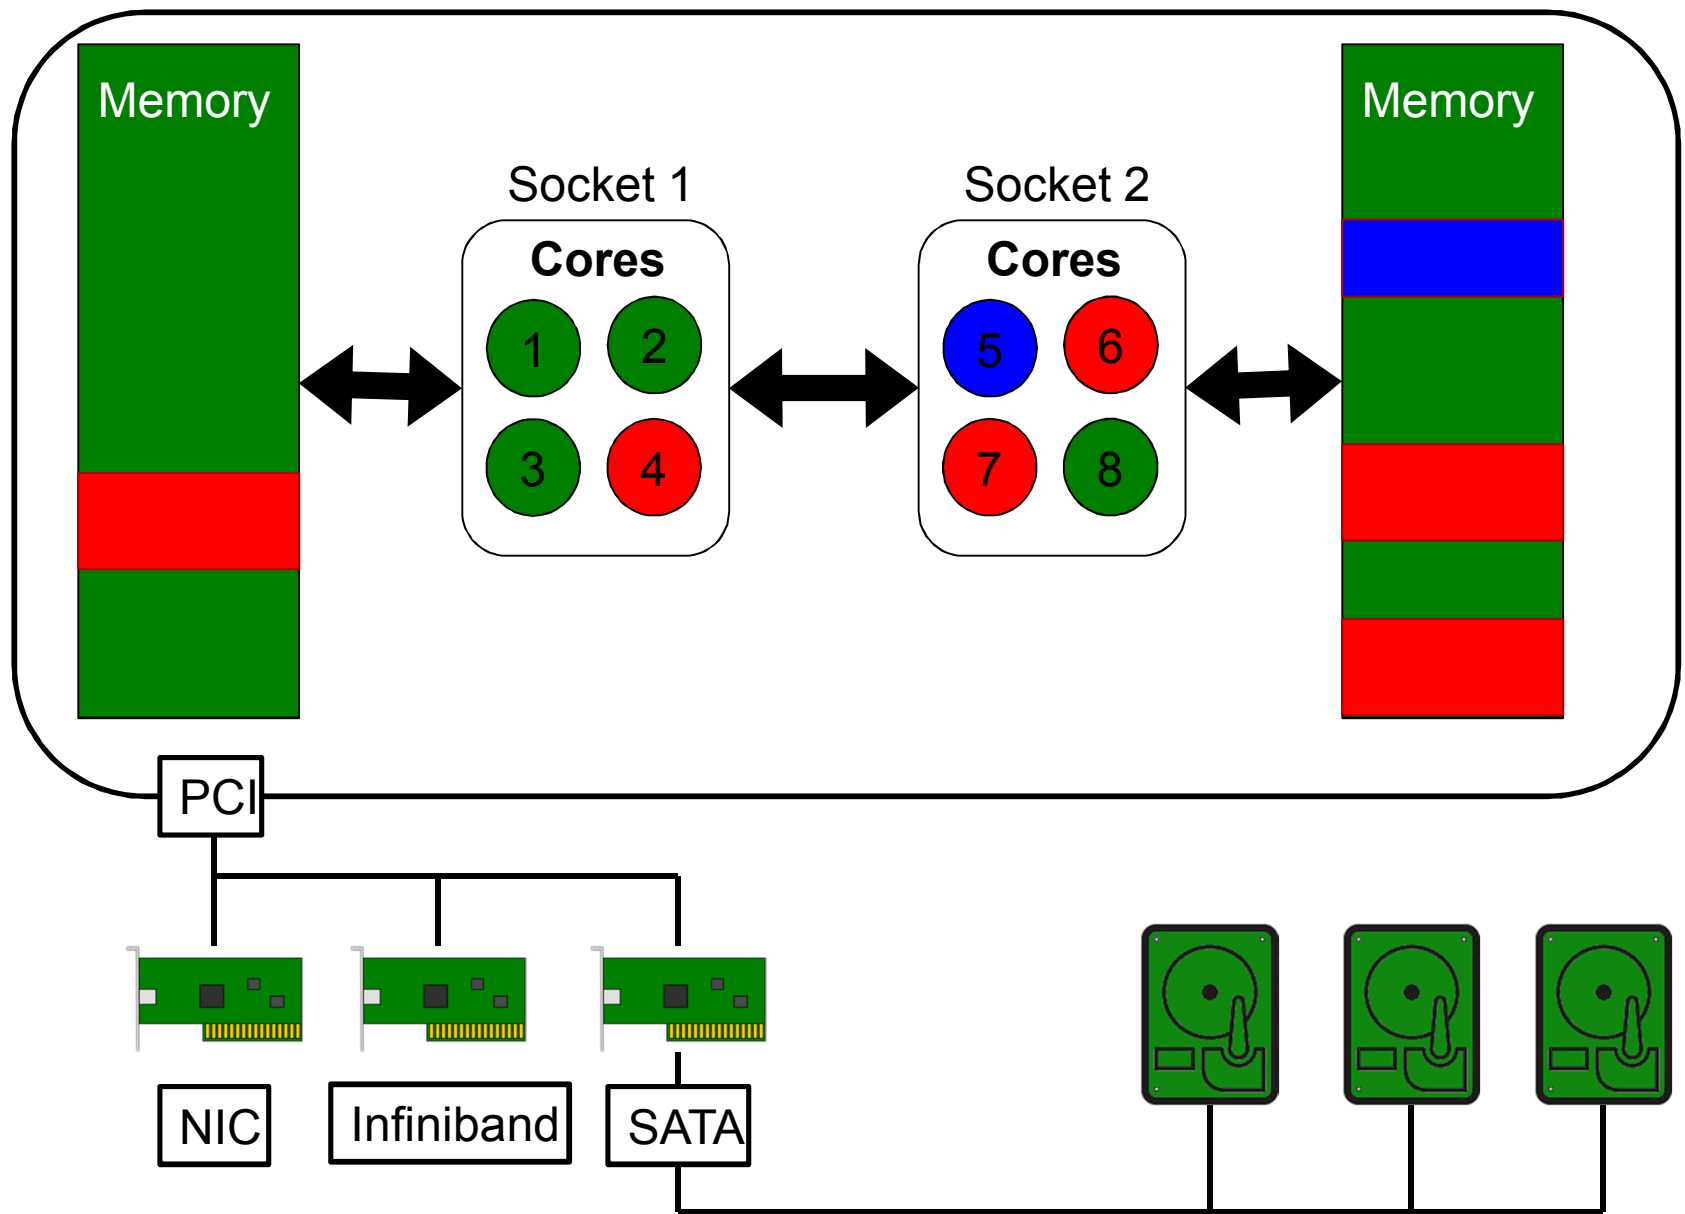 Memory
Memory
Socket 1
Socket 2
Cores
Cores
1
2
5
6
3
4
7
8
PCI
NIC
Infiniband
SATA